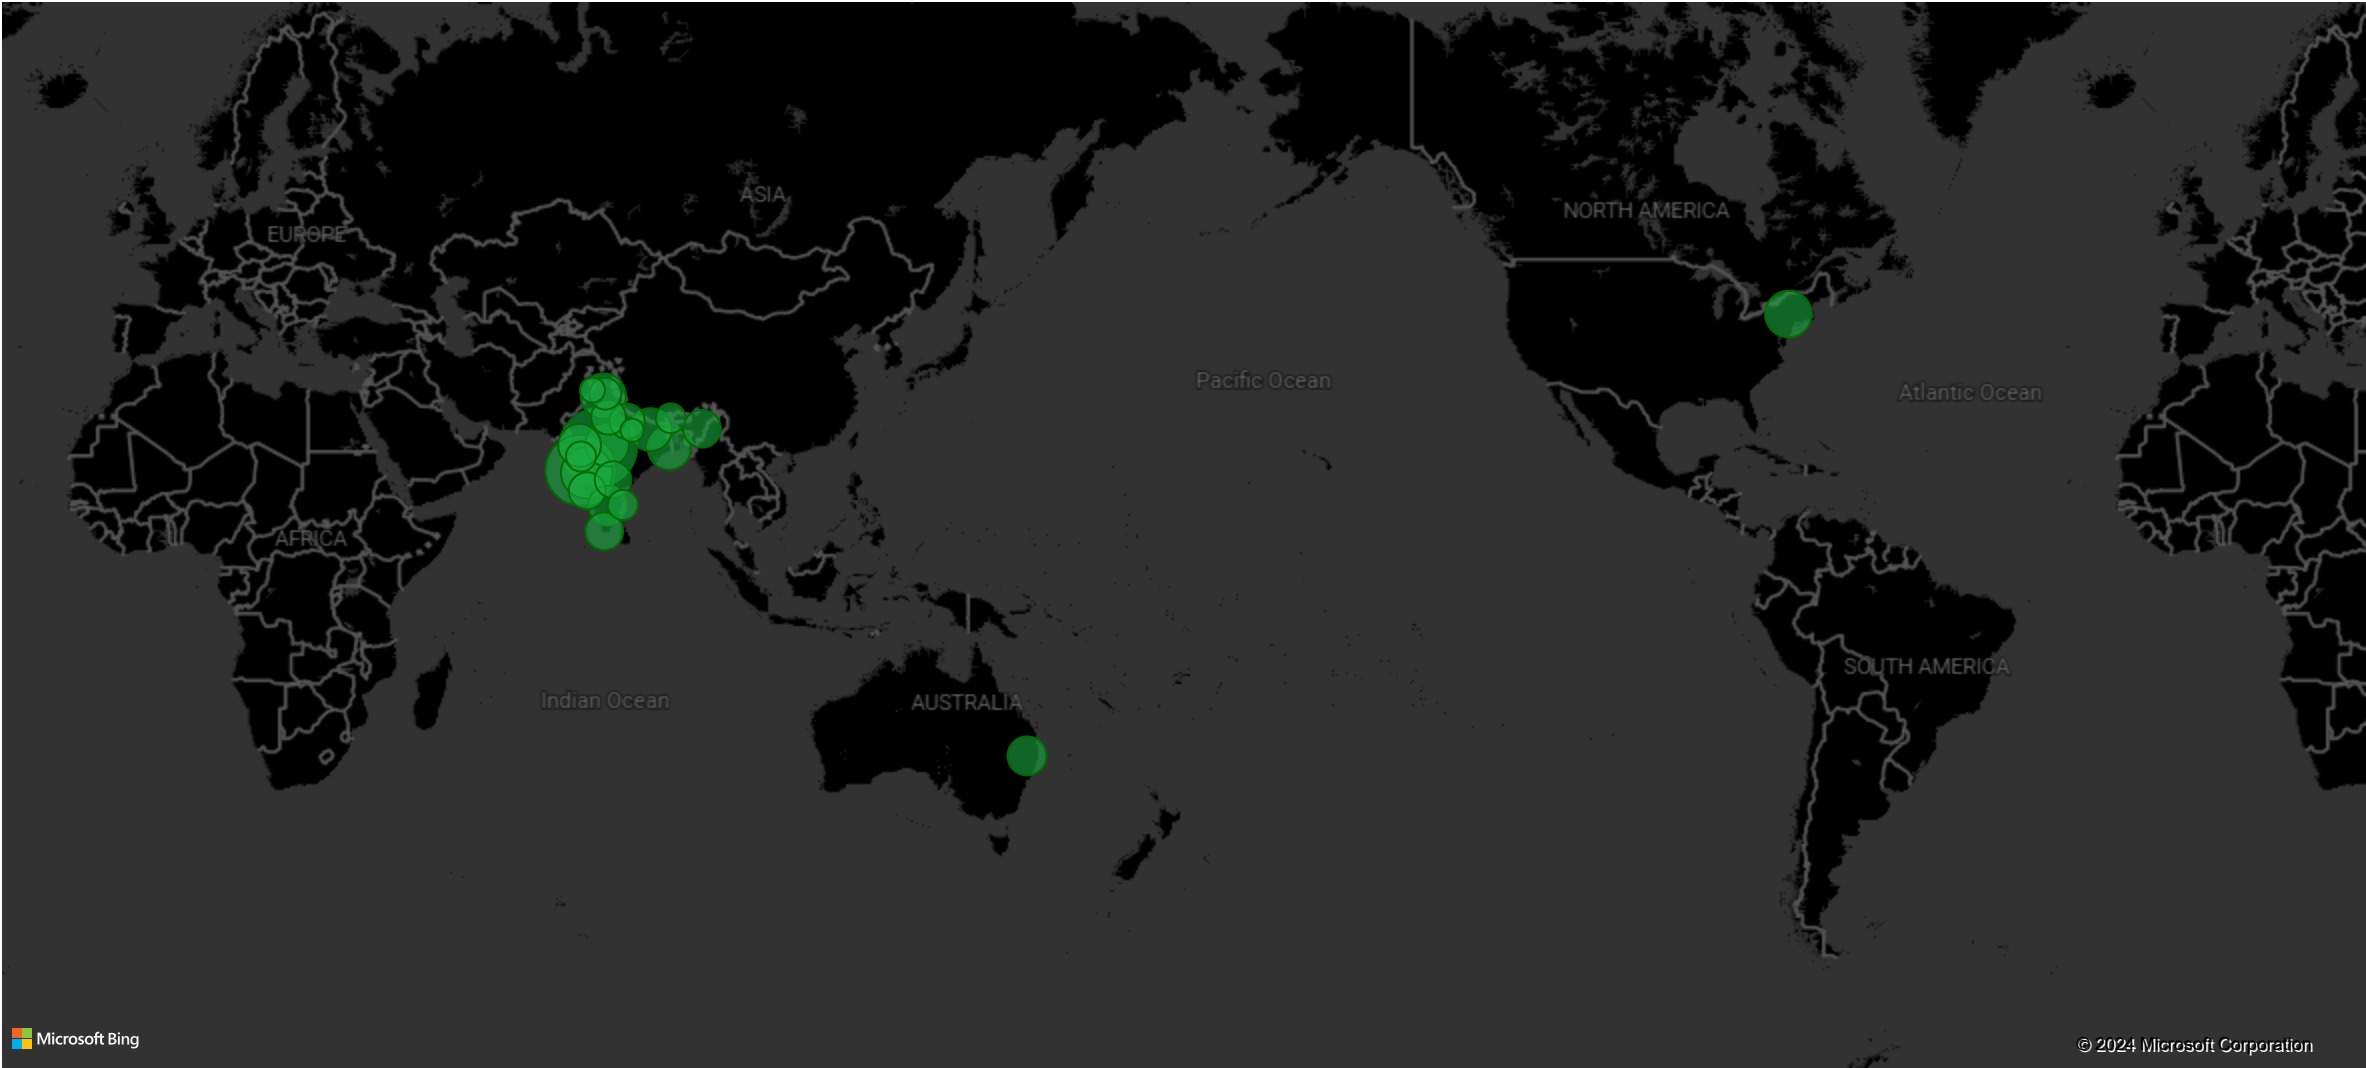 ASIA
NORTH AMERICA
EUROPE
Pacific Ocean
Atlantic Ocean
AFRICA
SOUTH AMERICA
Indian Ocean
AUSTRALIA
Microsoft Bing
© 2024 Microsoft Corporation